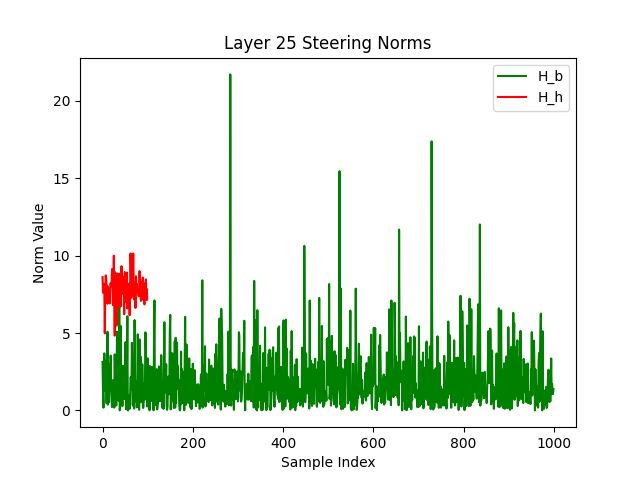 Layer 25 Steering Norms
H_b
H_h
Norm Value
20
15
10
5
0
0 200 400 600 800 1000
Sample Index